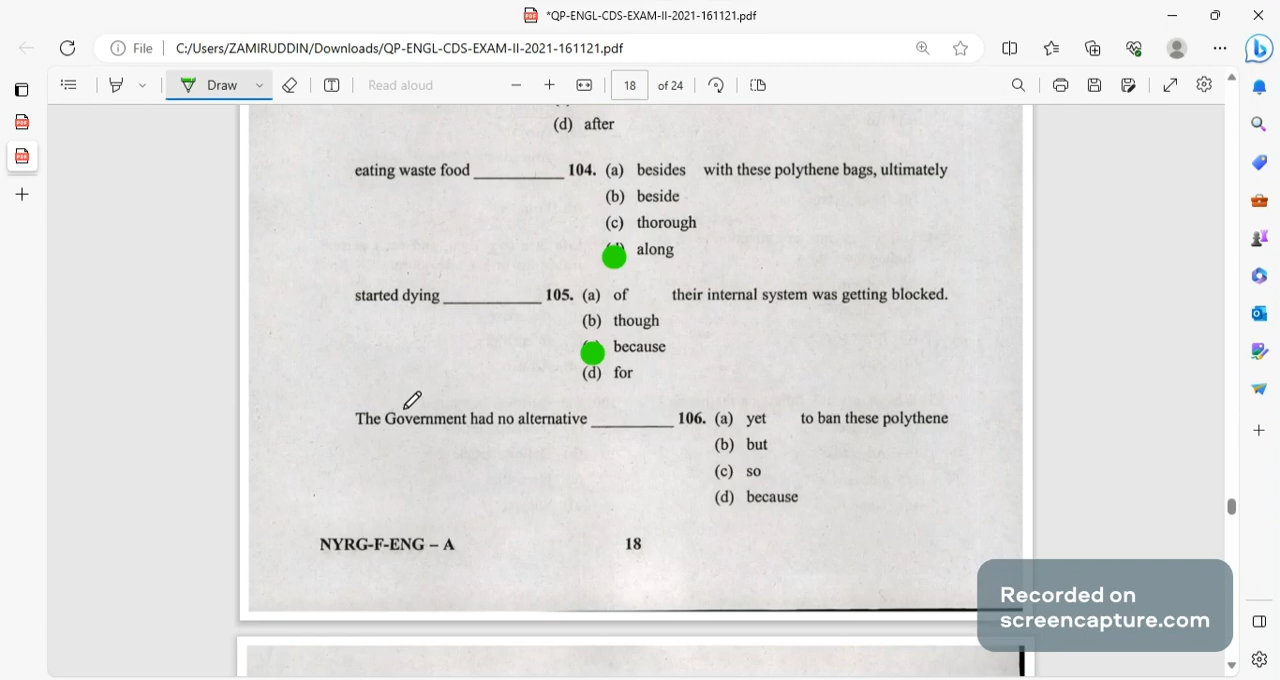 *QP-ENGL-CDS-EXAM-II-2021-161121.pdf
File C:/Users/ZAMIRUDDIN/Downloads/QP-ENGL-CDS-EXAM-II-2021-161121.pdf
Draw Read aloud 18 of 24
(d) after
eating waste food ________ 104. (a) besides with these polythene bags, ultimately
(b) beside
(c) thorough
along
started dying ________ 105. (a) of their internal system was getting blocked.
(b) though
because
(d) for
The Government had no alternative ________ 106. (a) yet to ban these polythene
(b) but
(c) so
(d) because
NYRG-F-ENG – A 18
Recorded on
screencapture.com